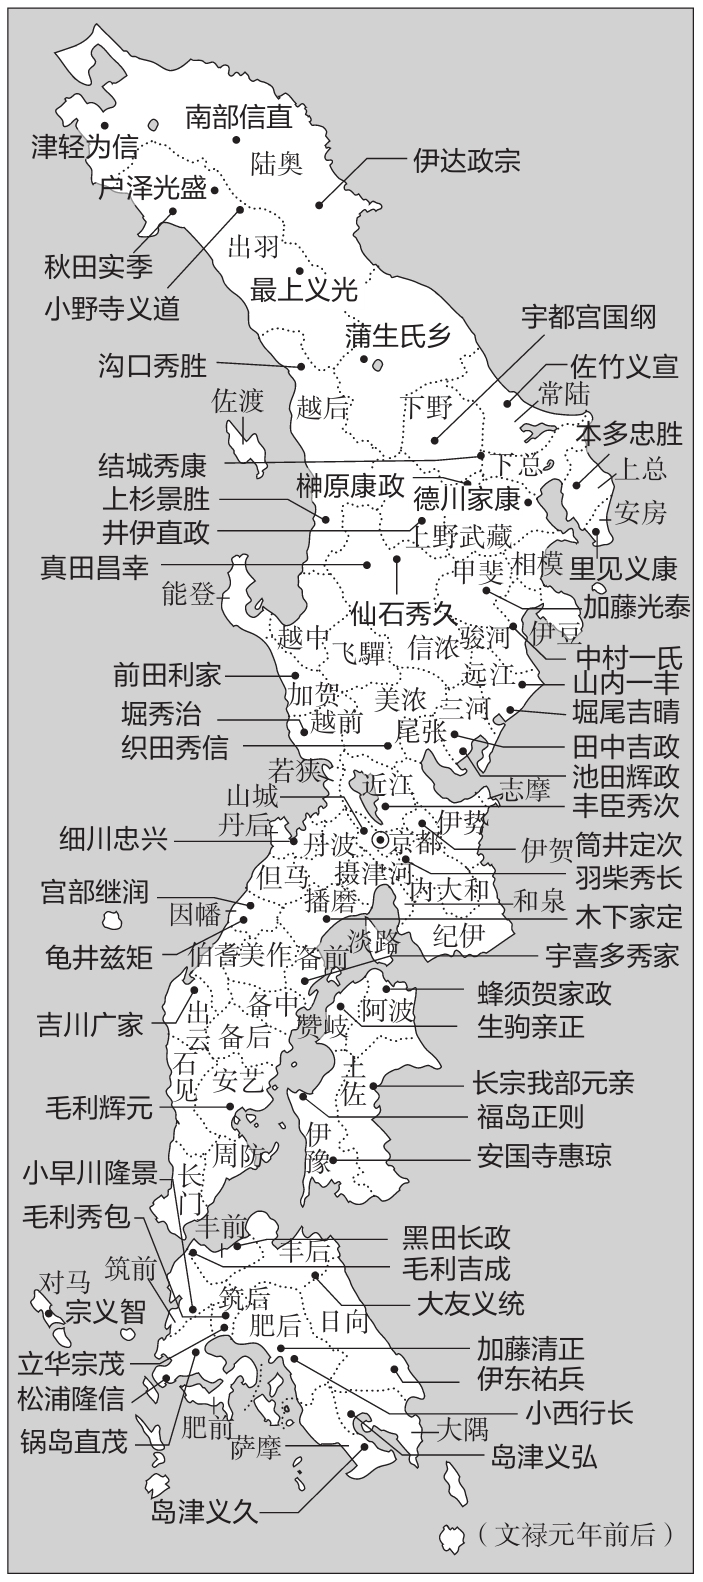 南部信直
津轻为信
陆奥
伊达政宗
户泽光盛
出羽
秋田实季
最上义光
小野寺义道
宇都宫国纲
蒲生氏乡
沟口秀胜
佐竹义宣
佐渡
越后
下野
常陆
本多忠胜
结城秀康
下总
上总
榊原康政
上杉景胜
德川家康
安房
井伊直政
上野武藏
真田昌幸
甲斐
相模
里见义康
能登
仙石秀久
加藤光泰
越中
飞驒
信浓
骏河
伊豆
中村一氏
前田利家
远江
山内一丰
加贺
美浓
三河
堀秀治
越前
尾张
堀尾吉晴
织田秀信
田中吉政
若狭
近江
池田辉政
山城
志摩
丰臣秀次
丹后
伊势
细川忠兴
丹波
京都
伊贺
筒井定次
但马
摄津河
羽柴秀长
宫部继润
内大和
播磨
和泉
因幡
木下家定
淡路
纪伊
龟井兹矩
伯耆美作
备前
宇喜多秀家
蜂须贺家政
出云
备中
阿波
吉川广家
赞岐
生驹亲正
备后
石见
土佐
安艺
长宗我部元亲
毛利辉元
福岛正则
伊豫
周防
安国寺惠琼
小早川隆景
长门
毛利秀包
丰前
黑田长政
丰后
筑前
毛利吉成
对马
筑后
大友义统
宗义智
肥后
日向
加藤清正
立华宗茂
伊东祐兵
松浦隆信
小西行长
肥前
大隅
锅岛直茂
萨摩
岛津义弘
岛津义久
（文禄元年前后）